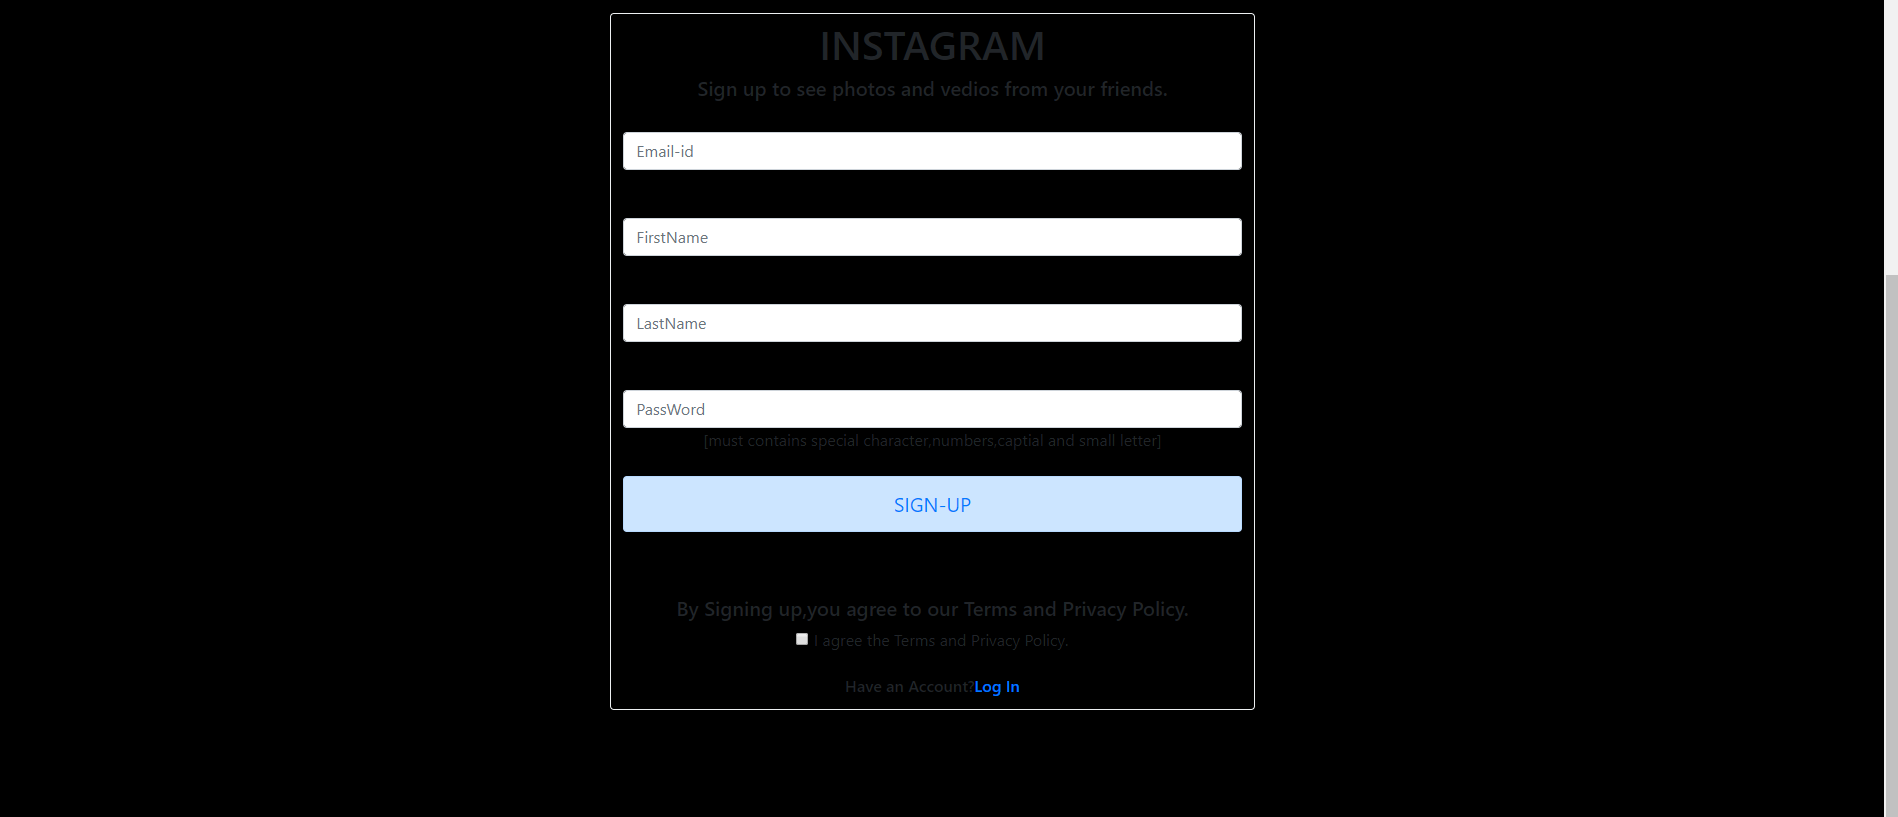 INSTAGRAM
Sign up to see photos and vedios from your friends.
Email-id
FirstName
LastName
PassWord
[must contains special character,numbers,captial and small letter]
SIGN-UP
By Signing up,you agree to our Terms and Privacy Policy.
I agree the Terms and Privacy Policy.
Have an Account?Log In